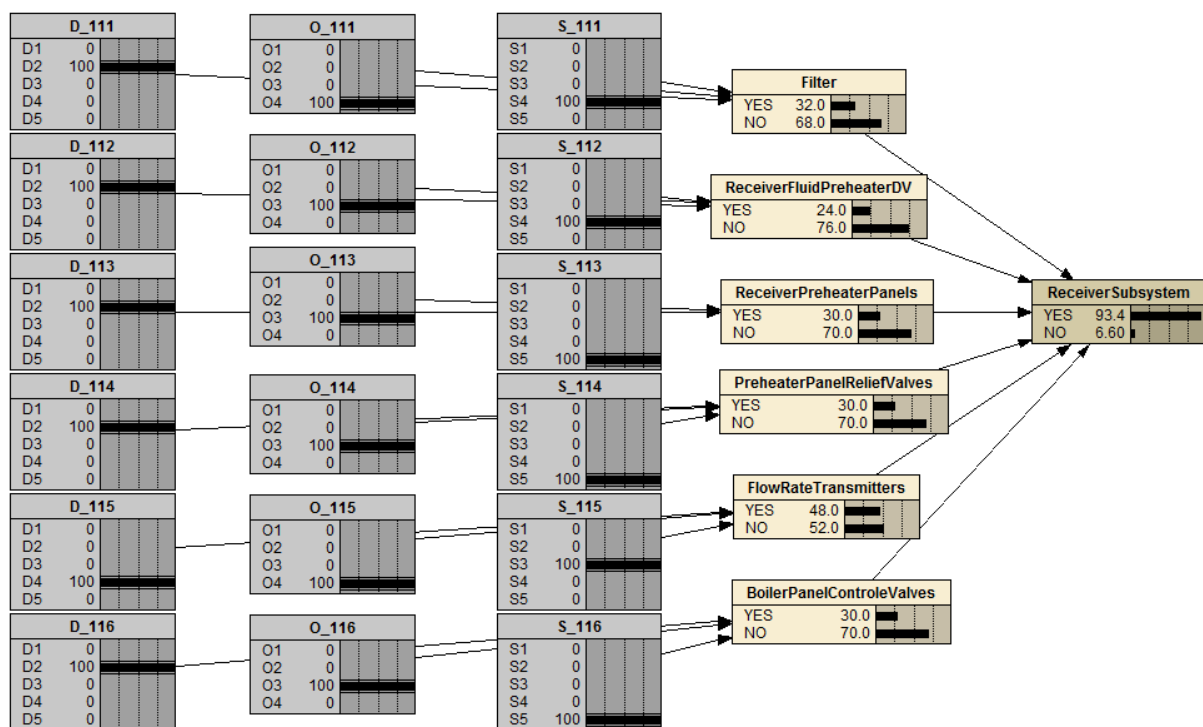 D_111
D1 0
D2 100
D3 0
D4 0
D5 0
O_111
O1 0
O2 0
O3 0
O4 100
S_111
S1 0
S2 0
S3 0
S4 100
S5 0
Filter
YES 32.0
NO 68.0
D_112
D1 0
D2 100
D3 0
D4 0
D5 0
O_112
O1 0
O2 0
O3 100
O4 0
S_112
S1 0
S2 0
S3 0
S4 100
S5 0
ReceiverFluidPreheaterDV
YES 24.0
NO 76.0
D_113
D1 0
D2 100
D3 0
D4 0
D5 0
O_113
O1 0
O2 0
O3 100
O4 0
S_113
S1 0
S2 0
S3 0
S4 0
S5 100
ReceiverPreheaterPanels
YES 30.0
NO 70.0
ReceiverSubsystem
YES 93.4
NO 6.60
D_114
D1 0
D2 100
D3 0
D4 0
D5 0
O_114
O1 0
O2 0
O3 100
O4 0
S_114
S1 0
S2 0
S3 0
S4 0
S5 100
PreheaterPanelReliefValves
YES 30.0
NO 70.0
D_115
D1 0
D2 0
D3 0
D4 100
D5 0
O_115
O1 0
O2 0
O3 0
O4 100
S_115
S1 0
S2 0
S3 100
S4 0
S5 0
FlowRateTransmitters
YES 48.0
NO 52.0
D_116
D1 0
D2 100
D3 0
D4 0
D5 0
O_116
O1 0
O2 0
O3 100
O4 0
S_116
S1 0
S2 0
S3 0
S4 0
S5 100
BoilerPanelControleValves
YES 30.0
NO 70.0